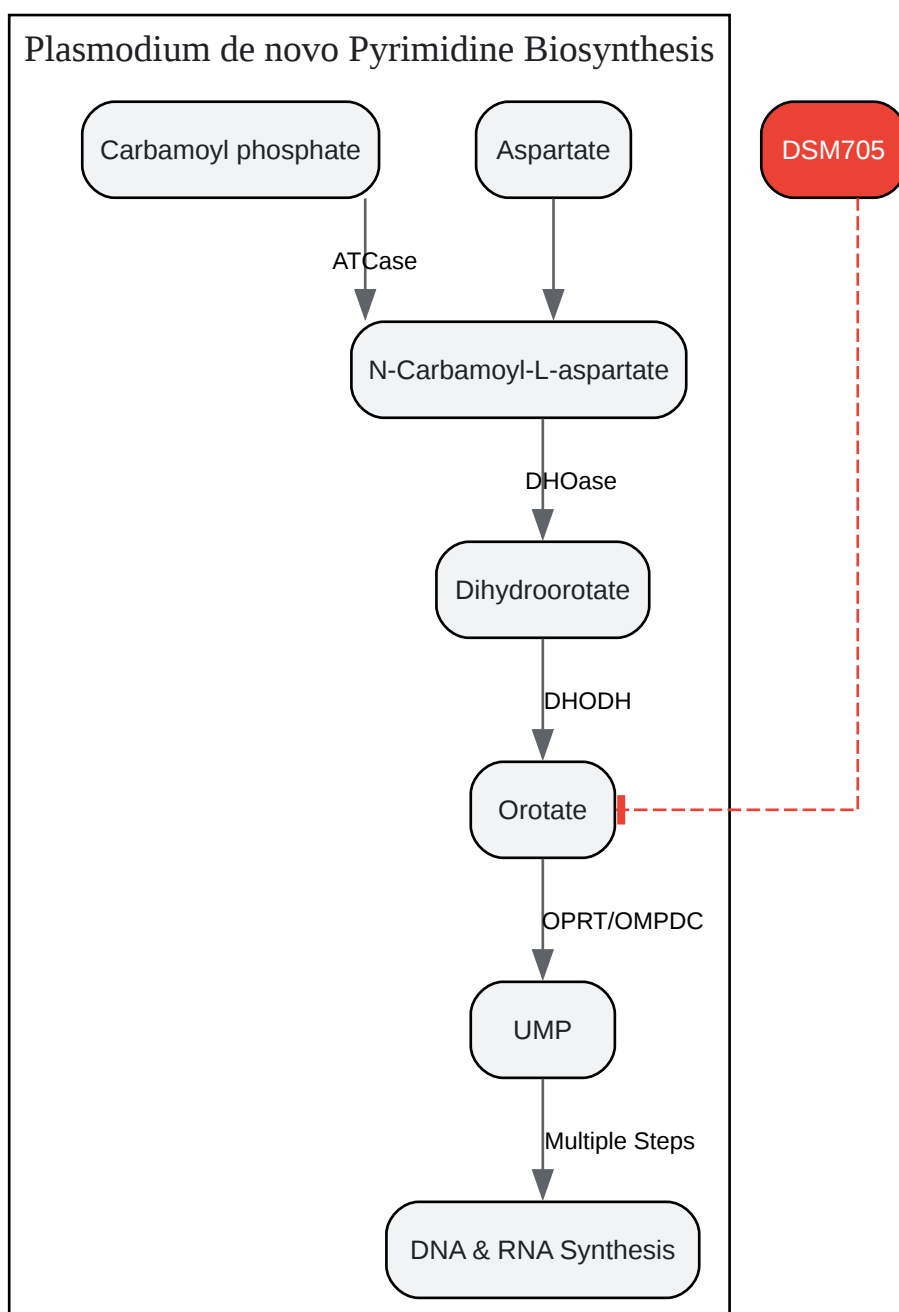 Plasmodium de novo Pyrimidine Biosynthesis
Carbamoyl phosphate
Aspartate
DSM705
ATCase
N-Carbamoyl-L-aspartate
DHOase
Dihydroorotate
DHODH
Orotate
OPRT/OMPDC
UMP
Multiple Steps
DNA & RNA Synthesis